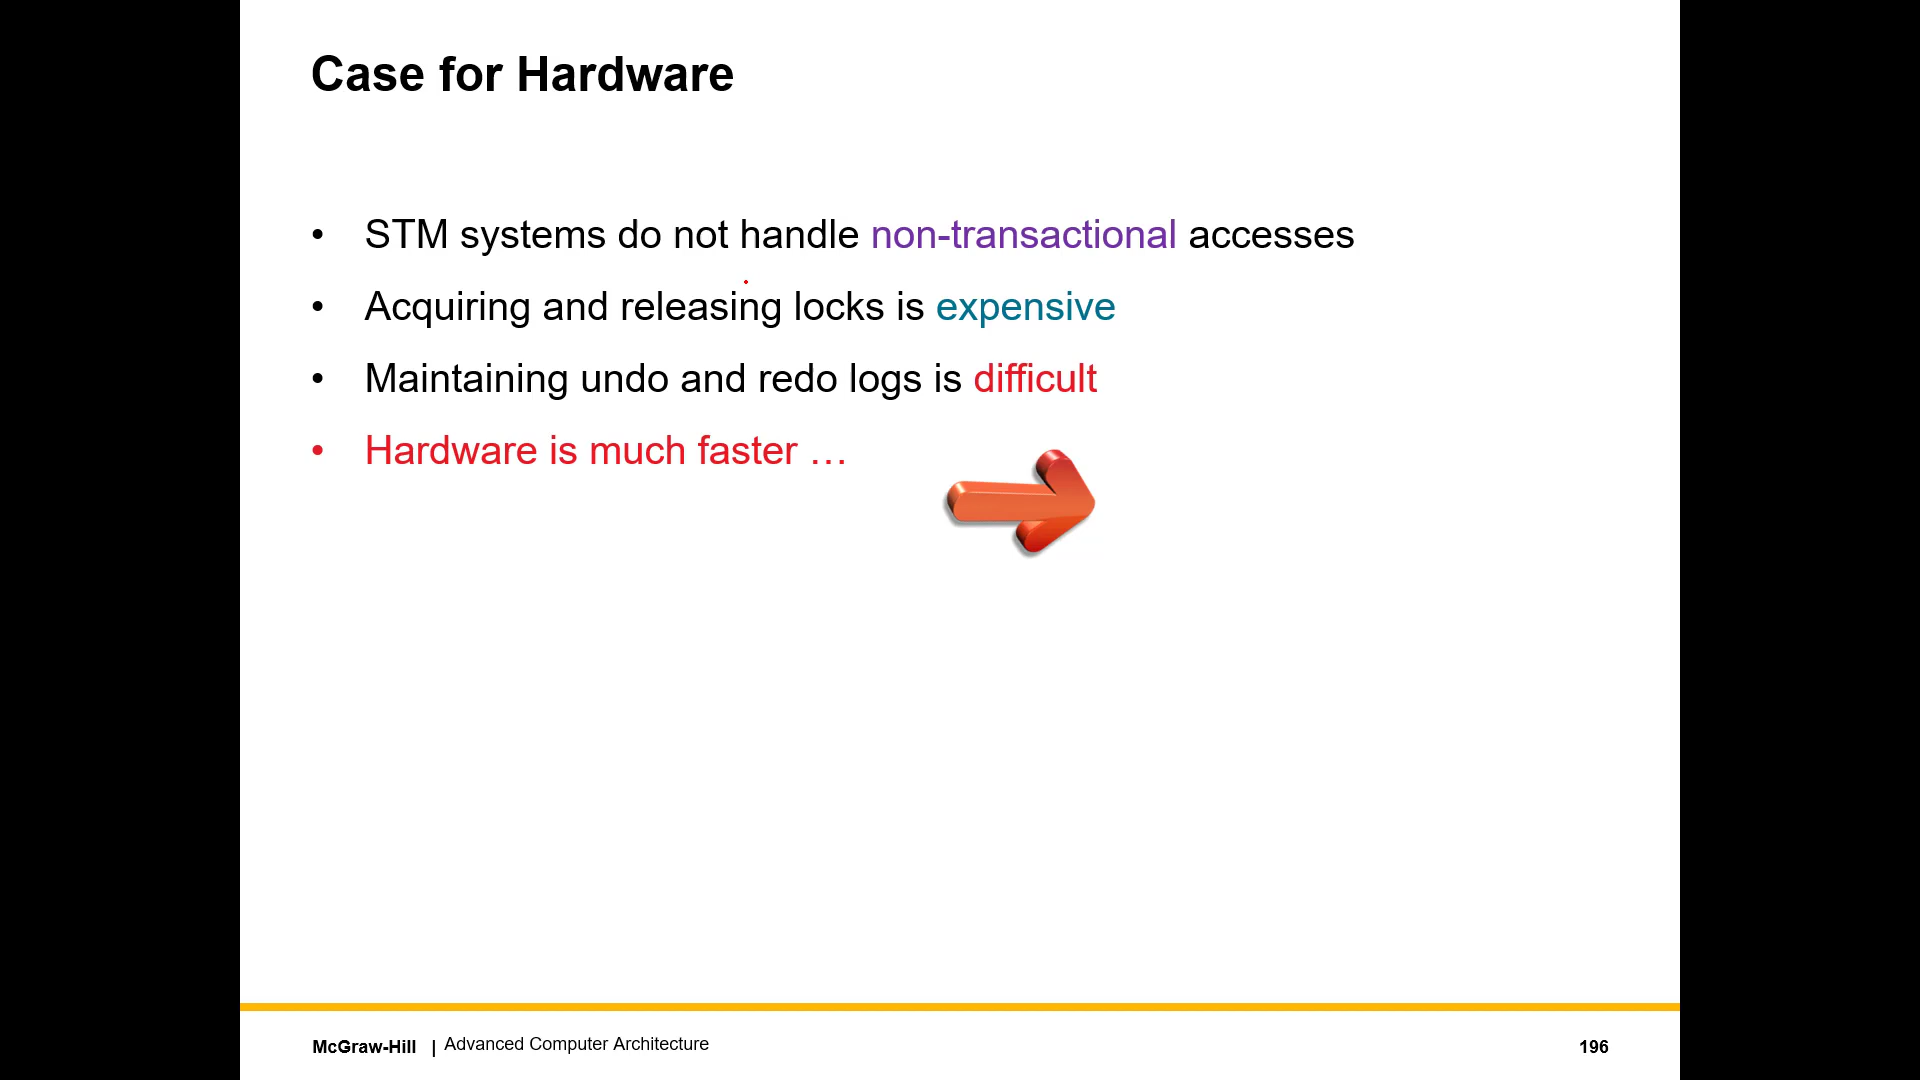 Case for Hardware
• STM systems do not handle non-transactional accesses
• Acquiring and releasing locks is expensive
• Maintaining undo and redo logs is difficult
• Hardware is much faster …
McGraw-Hill | Advanced Computer Architecture
196